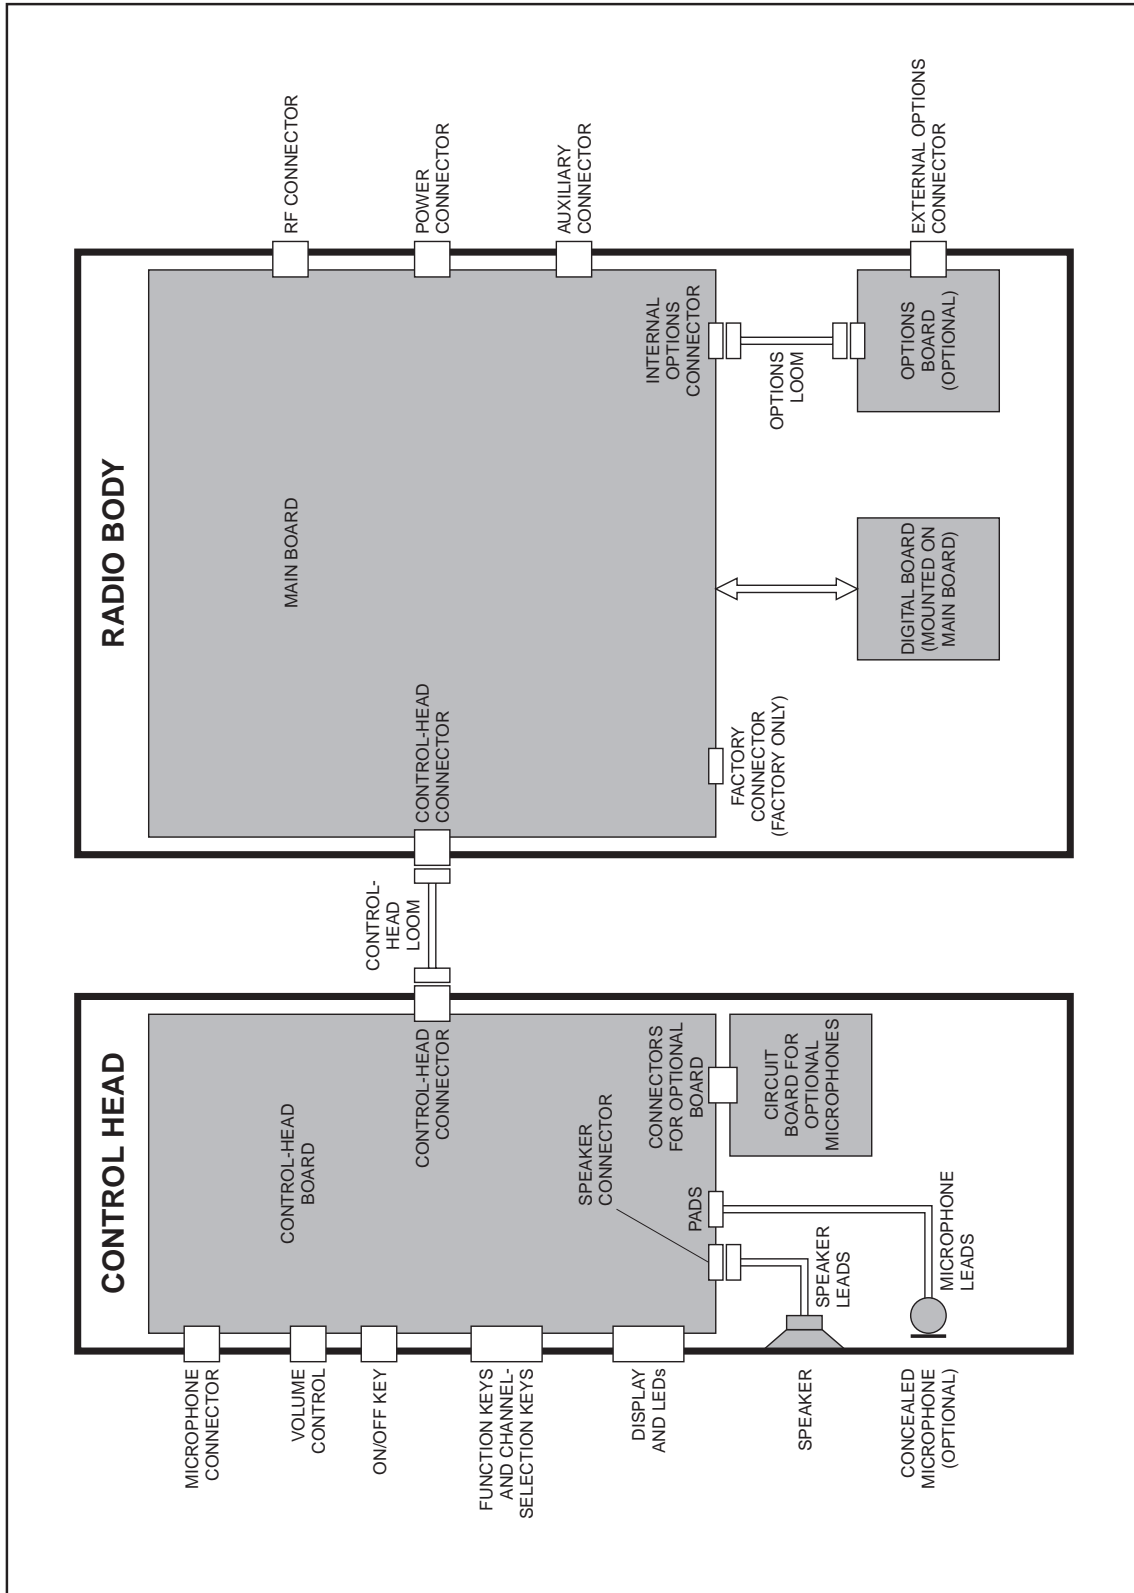 CONTROL HEAD
MICROPHONE
CONNECTOR
VOLUME
CONTROL
ON/OFF KEY
FUNCTION KEYS
AND CHANNEL-
SELECTION KEYS
DISPLAY
AND LEDs
SPEAKER
CONCEALED
MICROPHONE
(OPTIONAL)
CONTROL-HEAD
BOARD
CONTROL-HEAD
CONNECTOR
SPEAKER
CONNECTOR
PADS
CONNECTORS
FOR OPTIONAL
BOARD
CIRCUIT
BOARD FOR
OPTIONAL
MICROPHONES
SPEAKER
LEADS
MICROPHONE
LEADS
CONTROL-
HEAD
LOOM
RADIO BODY
MAIN BOARD
CONTROL-HEAD
CONNECTOR
INTERNAL
OPTIONS
CONNECTOR
FACTORY
CONNECTOR
(FACTORY ONLY)
DIGITAL BOARD
(MOUNTED ON
MAIN BOARD)
OPTIONS
LOOM
OPTIONS
BOARD
(OPTIONAL)
RF CONNECTOR
POWER
CONNECTOR
AUXILIARY
CONNECTOR
EXTERNAL OPTIONS
CONNECTOR